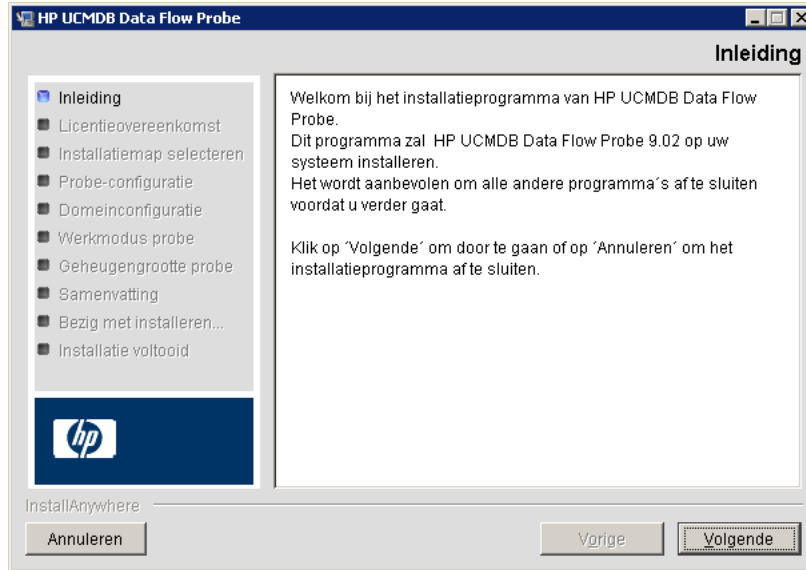 HP UCMDB Data Flow Probe
Inleiding
Inleiding
Licentieovereenkomst
Installatiemap selecteren
Probe-configuratie
Domeinconfiguratie
Werkmodus probe
Geheugengrootte probe
Samenvatting
Bezig met installeren...
Installatie voltooid
hp
Welkom bij het installatieprogramma van HP UCMDB Data Flow
Probe.
Dit programma zal HP UCMDB Data Flow Probe 9.02 op uw
systeem installeren.
Het wordt aanbevolen om alle andere programma´s af te sluiten
voordat u verder gaat.
Klik op ´Volgende´ om door te gaan of op ´Annuleren´ om het
installatieprogramma af te sluiten.
InstallAnywhere
Annuleren
Vorige
Volgende